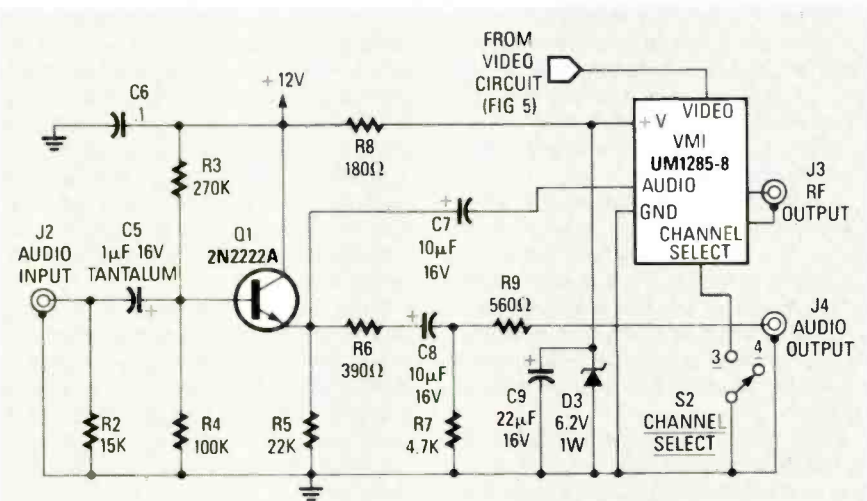 FROM
VIDEO
CIRCUIT
(FIG 5)
C6
.1
+12V
R8
180Ω
R3
270K
VIDEO
+V
VMI
UM1285-8
AUDIO
GND
CHANNEL
SELECT
J3
RF
OUTPUT
J2
AUDIO
INPUT
C5
1μF 16V
TANTALUM
+
Q1
2N2222A
+
C7
10μF
16V
R9
560Ω
R6
390Ω
+
C8
10μF
16V
J4
AUDIO
OUTPUT
3
4
S2
CHANNEL
SELECT
R2
15K
R4
100K
R5
22K
R7
4.7K
+
C9
22μF
16V
D3
6.2V
1W